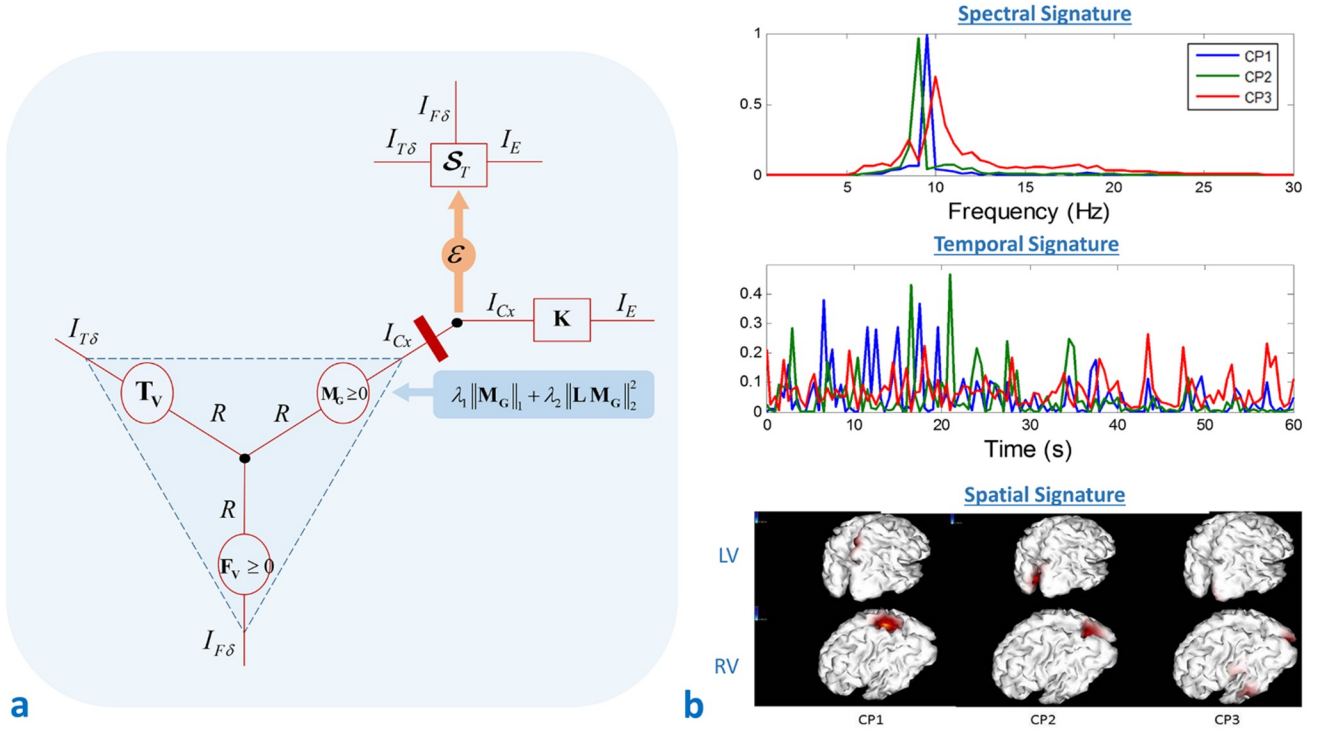 I_{Fδ}
I_{Tδ} 𝓢_T I_E
ε
I_{Cx} K I_E
I_{Tδ} I_{Cx}
T_V M_G ≥ 0
λ₁‖M_G‖₁ + λ₂‖L M_G‖₂²
R R
R
F_V ≥ 0
I_{Fδ}
a
Spectral Signature
1
0.5
0
CP1
CP2
CP3
5 10 15 20 25 30
Frequency (Hz)
Temporal Signature
0.4
0.3
0.2
0.1
0
0 10 20 30 40 50 60
Time (s)
Spatial Signature
LV
RV
CP1 CP2 CP3
b